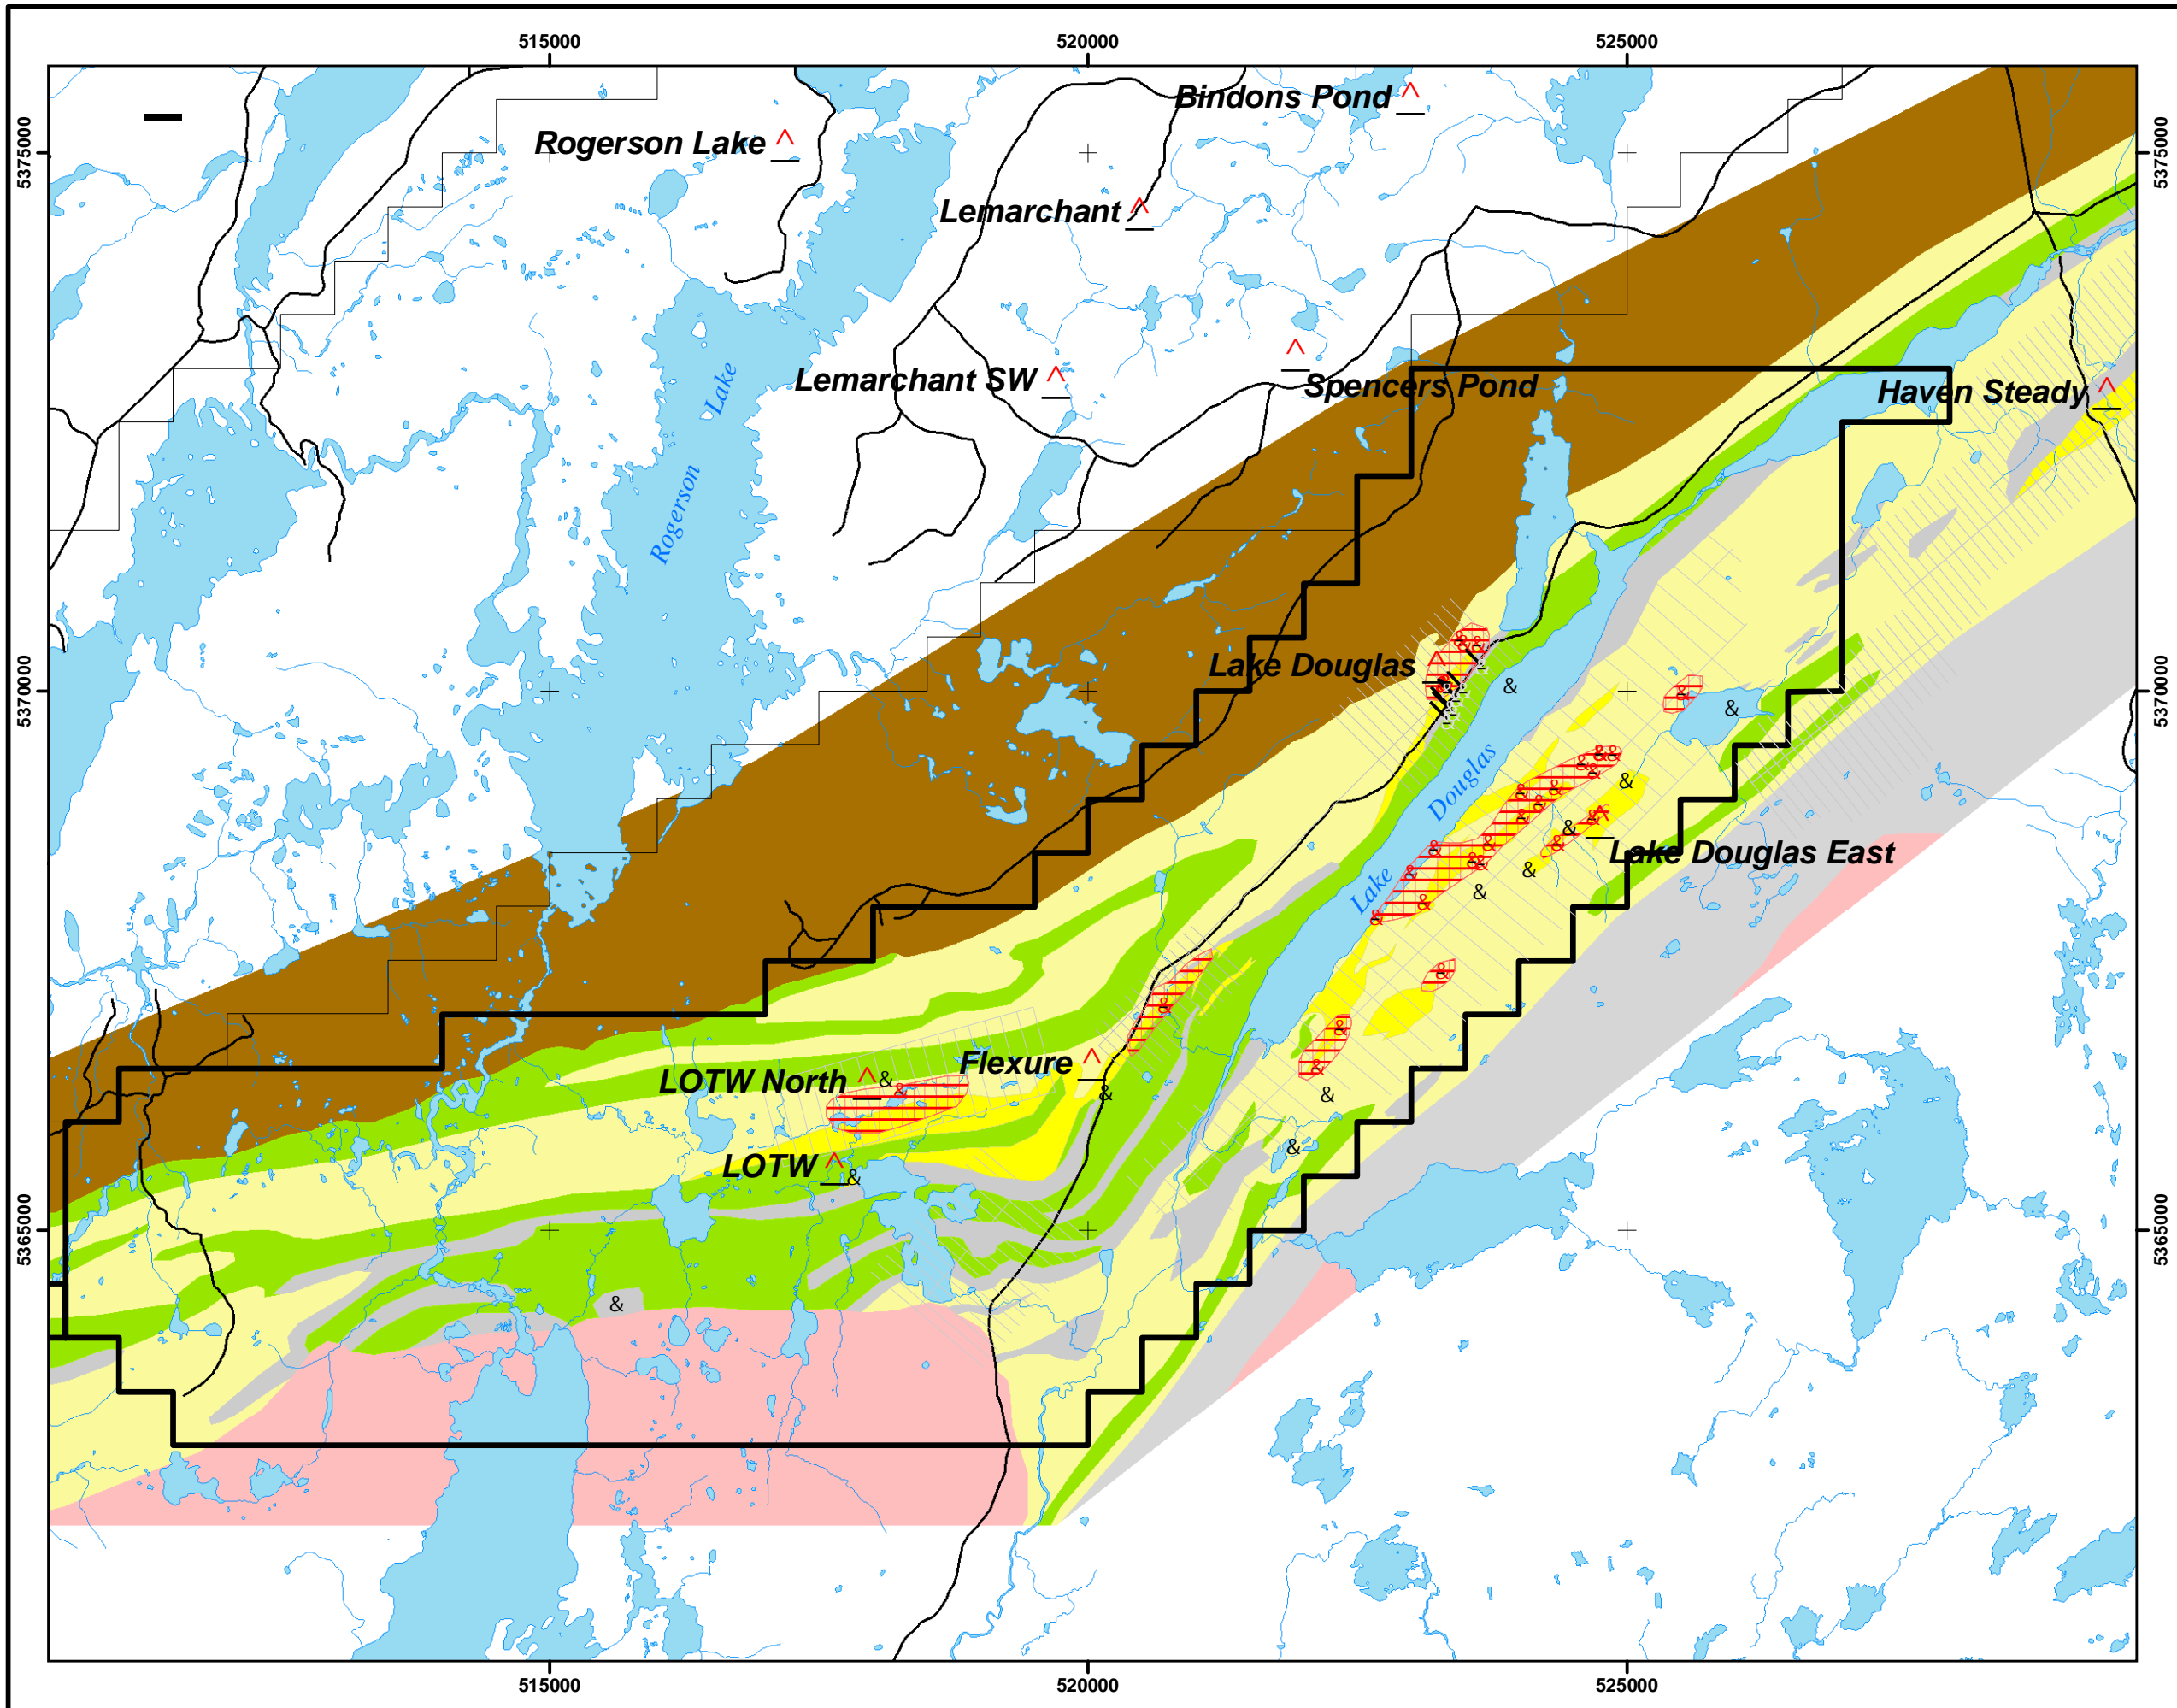 515000 520000 525000
Bindons Pond
Rogerson Lake
5375000 5375000
Lemarchant
Lemarchant SW
Spencers Pond
Haven Steady
Rogerson Lake
Lake Douglas
5370000 5370000
Lake Douglas
Lake Douglas East
Flexure
LOTW North
LOTW
5365000 5365000
515000 520000 525000